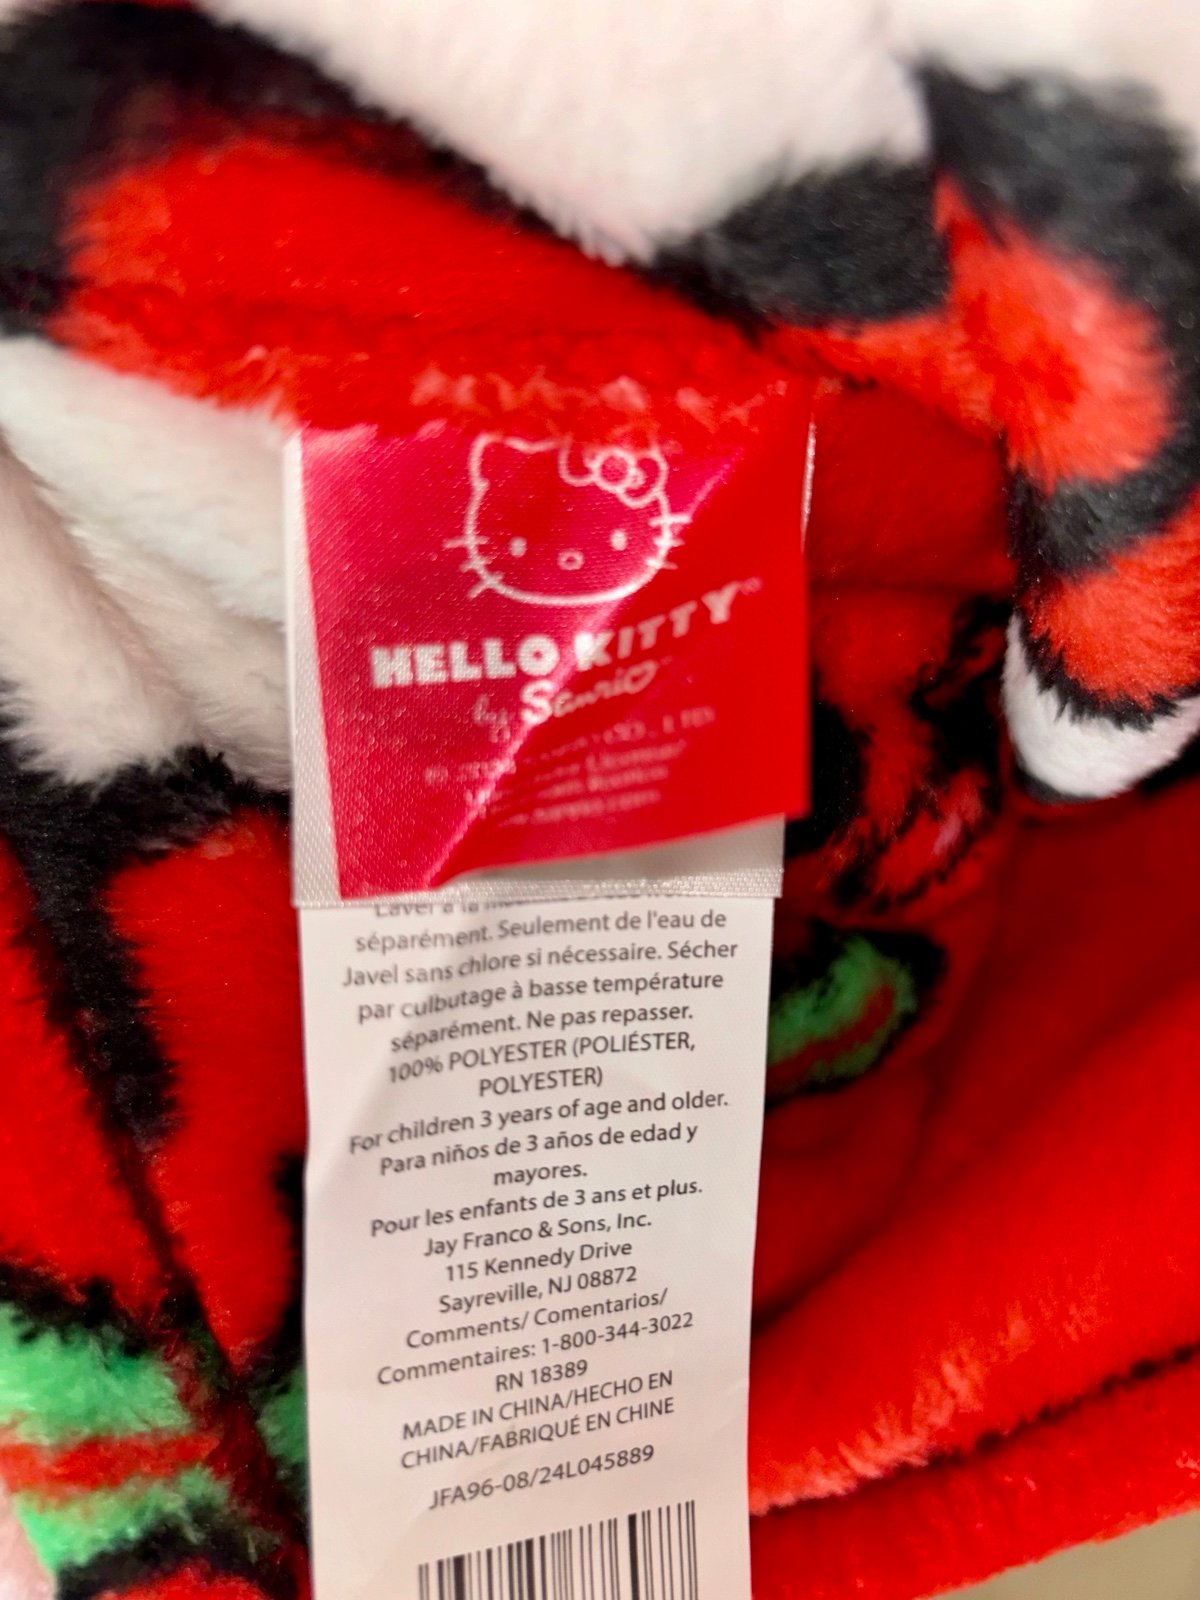 HELLO KITTY
by Sanrio
séparément. Seulement de l'eau de
Javel sans chlore si nécessaire. Sécher
par culbutage à basse température
séparément. Ne pas repasser.
100% POLYESTER (POLIÉSTER,
POLYESTER)
For children 3 years of age and older.
Para niños de 3 años de edad y
mayores.
Pour les enfants de 3 ans et plus.
Jay Franco & Sons, Inc.
115 Kennedy Drive
Sayreville, NJ 08872
Comments/ Comentarios/
Commentaires: 1-800-344-3022
RN 18389
MADE IN CHINA/HECHO EN
CHINA/FABRIQUÉ EN CHINE
JFA96-08/24L045889